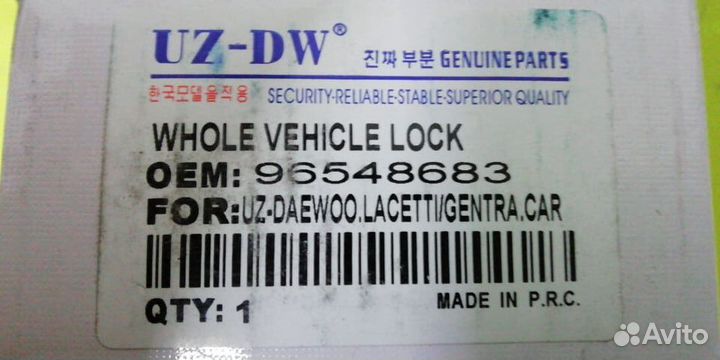 UZ-DW® 진짜 부분 GENUINE PARTS
한국모델을적용 SECURITY·RELIABLE·STABLE·SUPERIOR QUALITY
WHOLE VEHICLE LOCK
OEM: 96548683
FOR:UZ-DAEWOO.LACETTI/GENTRA.CAR
QTY: 1 MADE IN P.R.C.
Avito